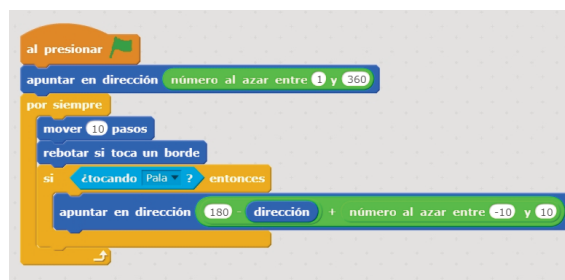 al presionar
apuntar en dirección número al azar entre 1 y 360
por siempre
mover 10 pasos
rebotar si toca un borde
si ¿tocando Pala ? entonces
apuntar en dirección 180 - dirección + número al azar entre -10 y 10